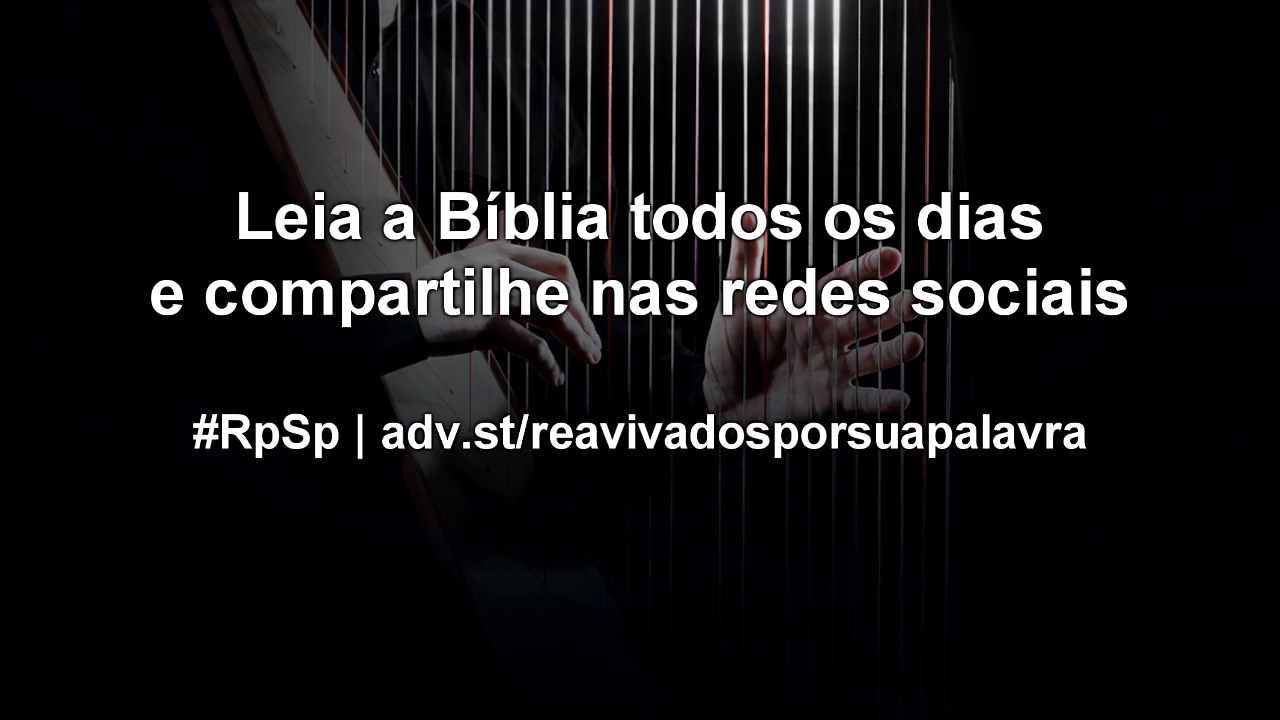 Leia a Bíblia todos os dias
e compartilhe nas redes sociais
#RpSp | adv.st/reavivadosporsuapalavra